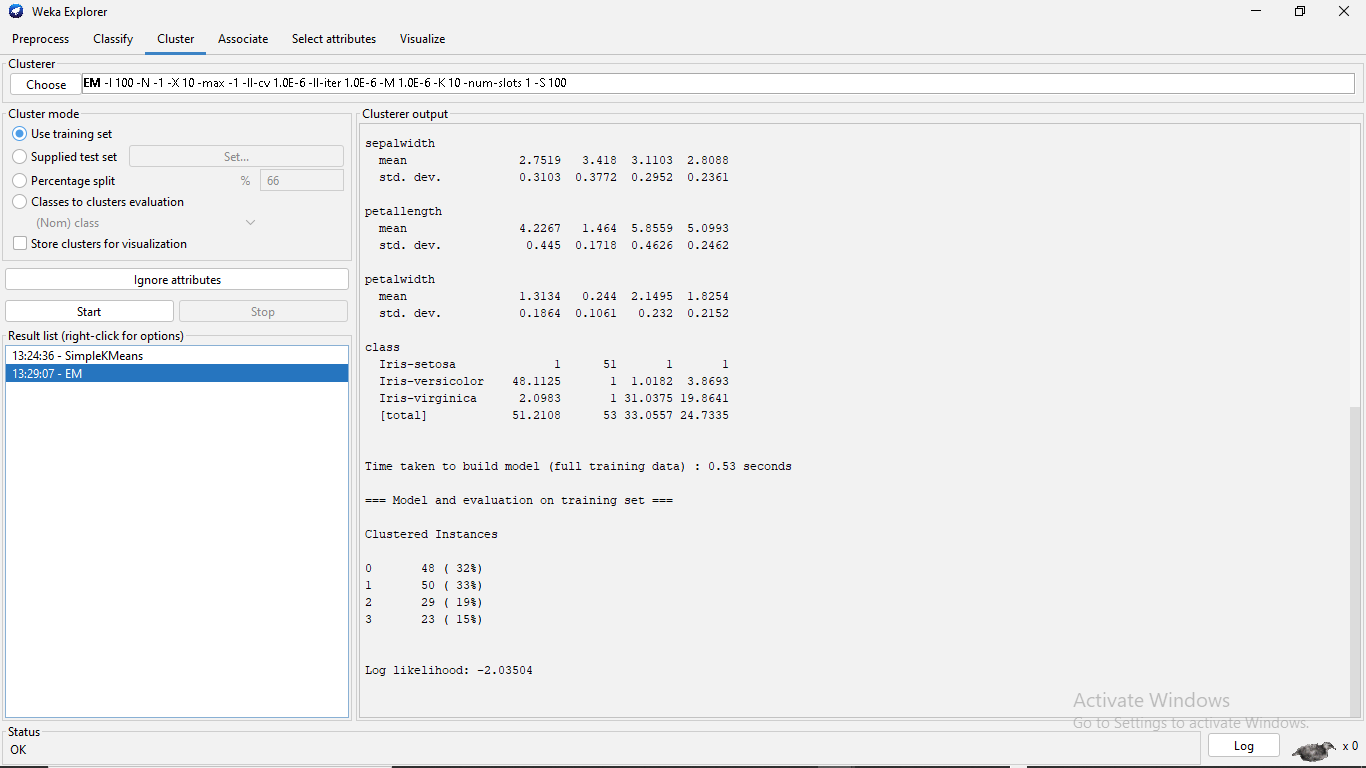 Weka Explorer
Preprocess Classify Cluster Associate Select attributes Visualize
Clusterer
Choose EM -I 100 -N -1 -X 10 -max -1 -ll-cv 1.0E-6 -ll-iter 1.0E-6 -M 1.0E-6 -K 10 -num-slots 1 -S 100
Cluster mode
Use training set
Supplied test set Set...
Percentage split % 66
Classes to clusters evaluation
(Nom) class
Store clusters for visualization
Ignore attributes
Start Stop
Result list (right-click for options)
13:24:36 - SimpleKMeans
13:29:07 - EM
Clusterer output
sepalwidth
mean 2.7519 3.418 3.1103 2.8088
std. dev. 0.3103 0.3772 0.2952 0.2361
petallength
mean 4.2267 1.464 5.8559 5.0993
std. dev. 0.445 0.1718 0.4626 0.2462
petalwidth
mean 1.3134 0.244 2.1495 1.8254
std. dev. 0.1864 0.1061 0.232 0.2152
class
Iris-setosa 1 51 1 1
Iris-versicolor 48.1125 1 1.0182 3.8693
Iris-virginica 2.0983 1 31.0375 19.8641
[total] 51.2108 53 33.0557 24.7335
Time taken to build model (full training data) : 0.53 seconds
=== Model and evaluation on training set ===
Clustered Instances
0 48 ( 32%)
1 50 ( 33%)
2 29 ( 19%)
3 23 ( 15%)
Log likelihood: -2.03504
Activate Windows
Go to Settings to activate Windows.
Status
OK
Log x 0